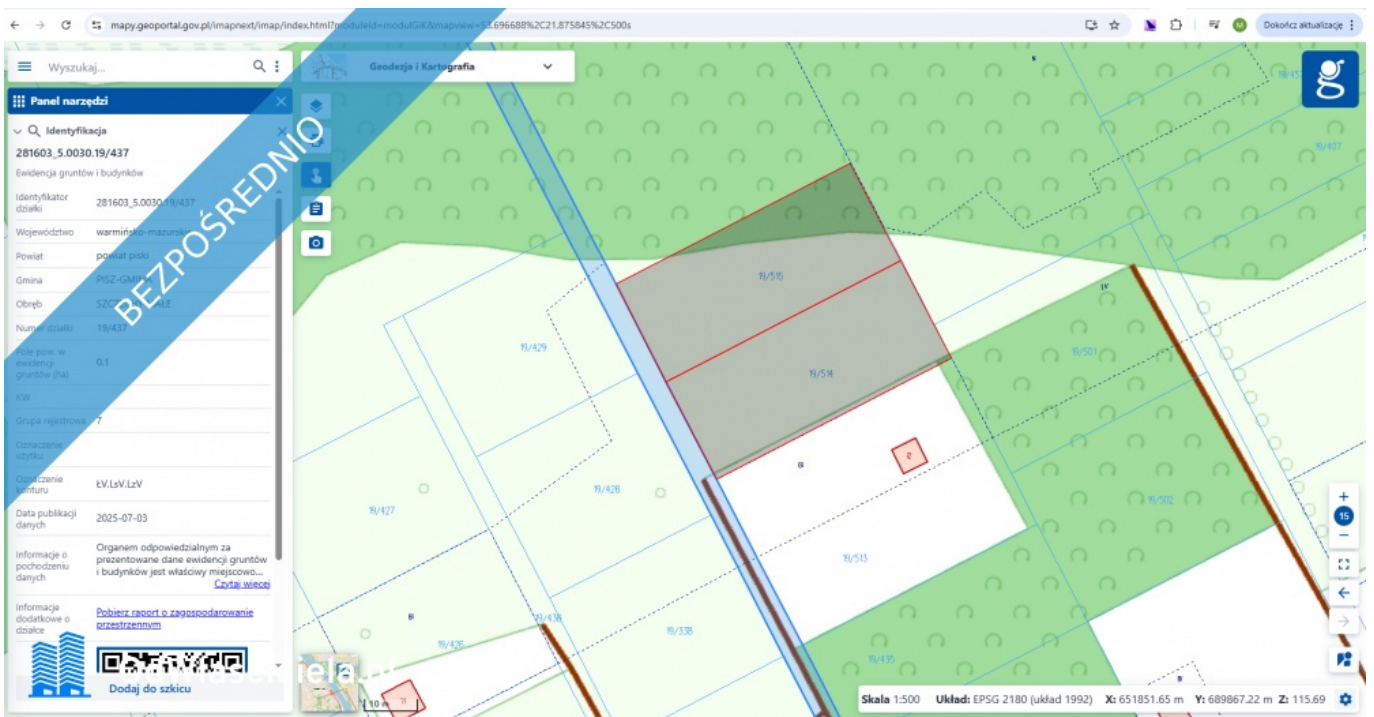 mapy.geoportal.gov.pl/imapnext/imap/index.html?moduleId=modulGIK&mapview=53.696688%2C21.875845%2C500s
Dokończ aktualizację
Wyszukaj...
Geodezja i Kartografia
Panel narzędzi
Identyfikacja
281603_5.0030.19/437
Ewidencja gruntów i budynków
Identyfikator działki
281603_5.0030.19/437
Województwo
warmińsko-mazurskie
Powiat
powiat piski
Gmina
PISZ-GMINA
Obręb
Numer działki
19/437
Pole pow. w ewidencji gruntów (ha)
0.1
KW
Grupa rejestrowa
7
Oznaczenie użytku
Oznaczenie konturu
ŁV.LsV.LzV
Data publikacji danych
2025-07-03
Informacje o pochodzeniu danych
Organem odpowiedzialnym za
prezentowane dane ewidencji gruntów
i budynków jest właściwy miejscowo...
Czytaj więcej
Informacje dodatkowe o działce
Pobierz raport o zagospodarowanie
przestrzennym
Dodaj do szkicu
BEZPOŚREDNIO
19/407
19/515
19/429
19/514
19/501
19/428
19/427
19/502
19/513
19/438
19/338
19/426
19/435
11
10 m
15
Skala 1:500 Układ: EPSG 2180 (układ 1992) X: 651851.65 m Y: 689867.22 m Z: 115.69